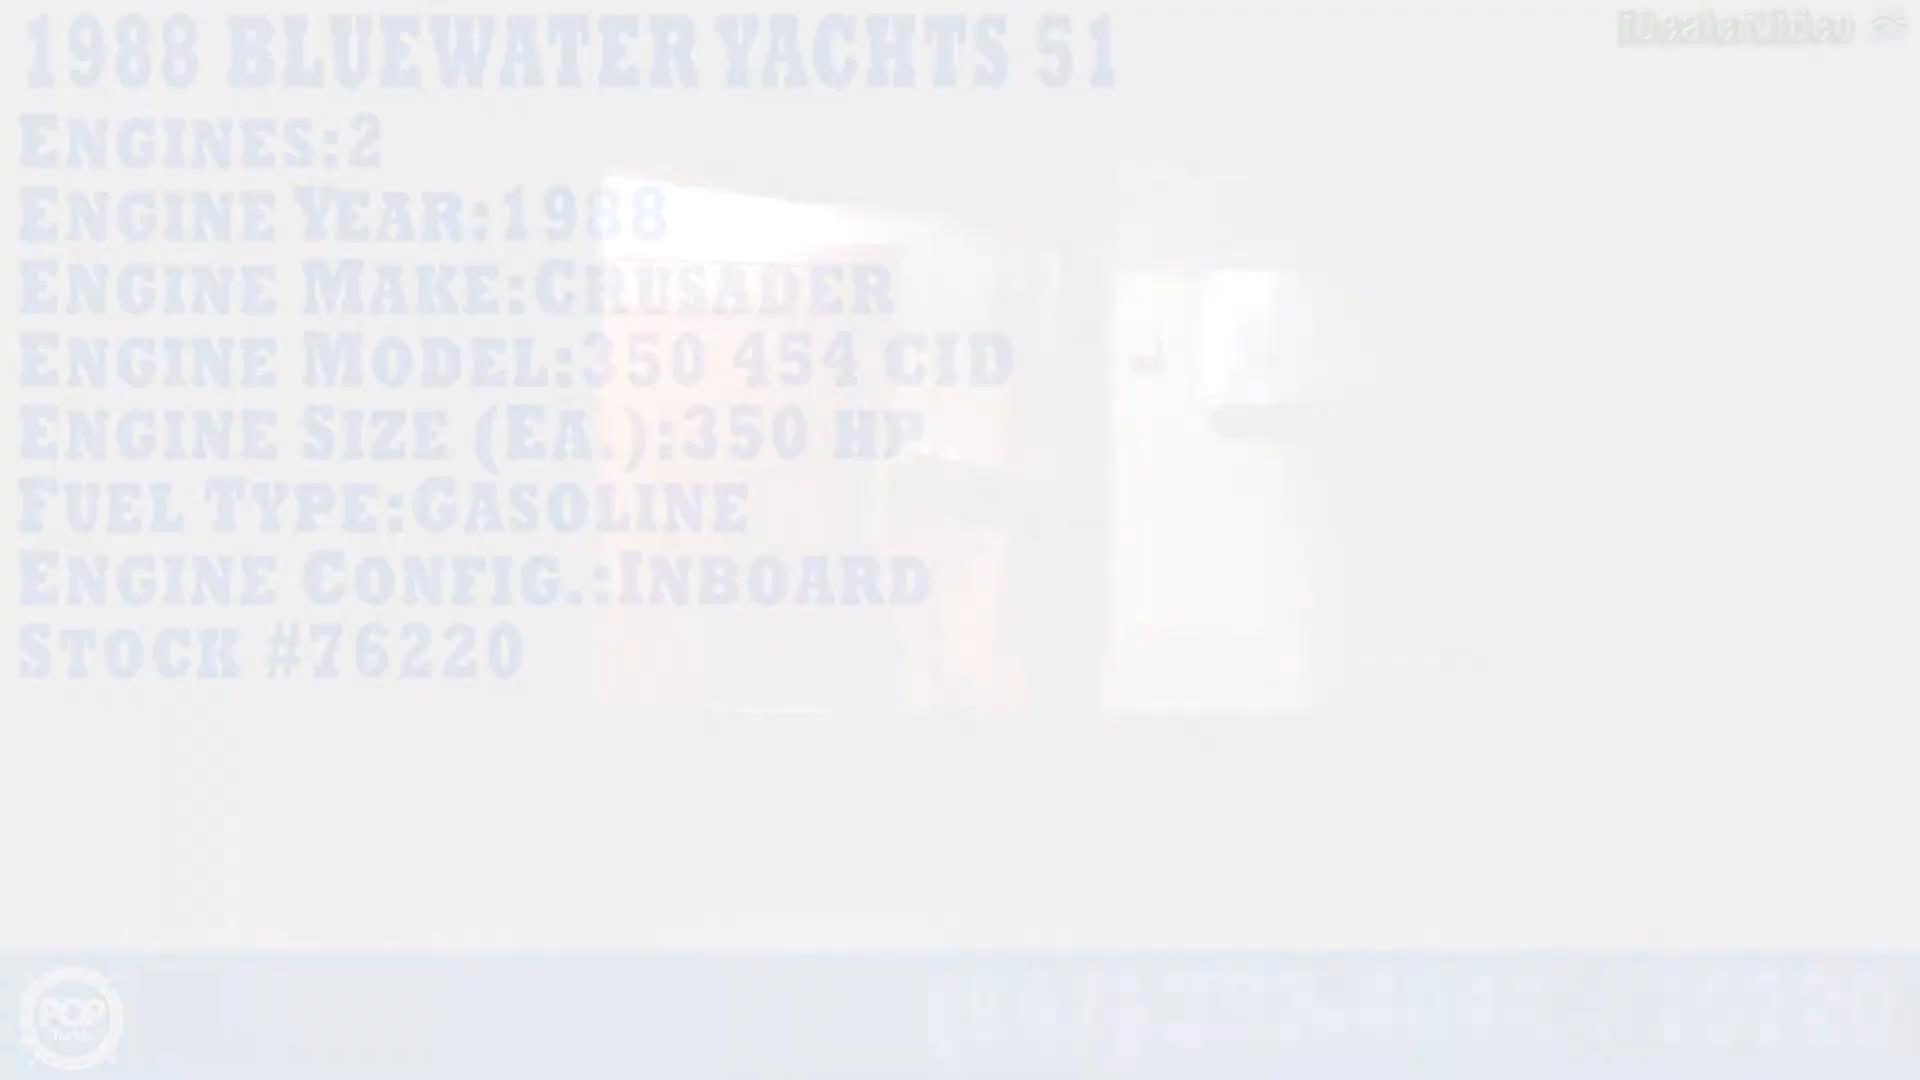 1988 BLUEWATER YACHTS 51
ENGINES:2
ENGINE YEAR:1988
ENGINE MAKE:CRUSADER
ENGINE MODEL:350 454 CID
ENGINE SIZE (EA.):350 HP
FUEL TYPE:GASOLINE
ENGINE CONFIG.:INBOARD
STOCK #76220
POP